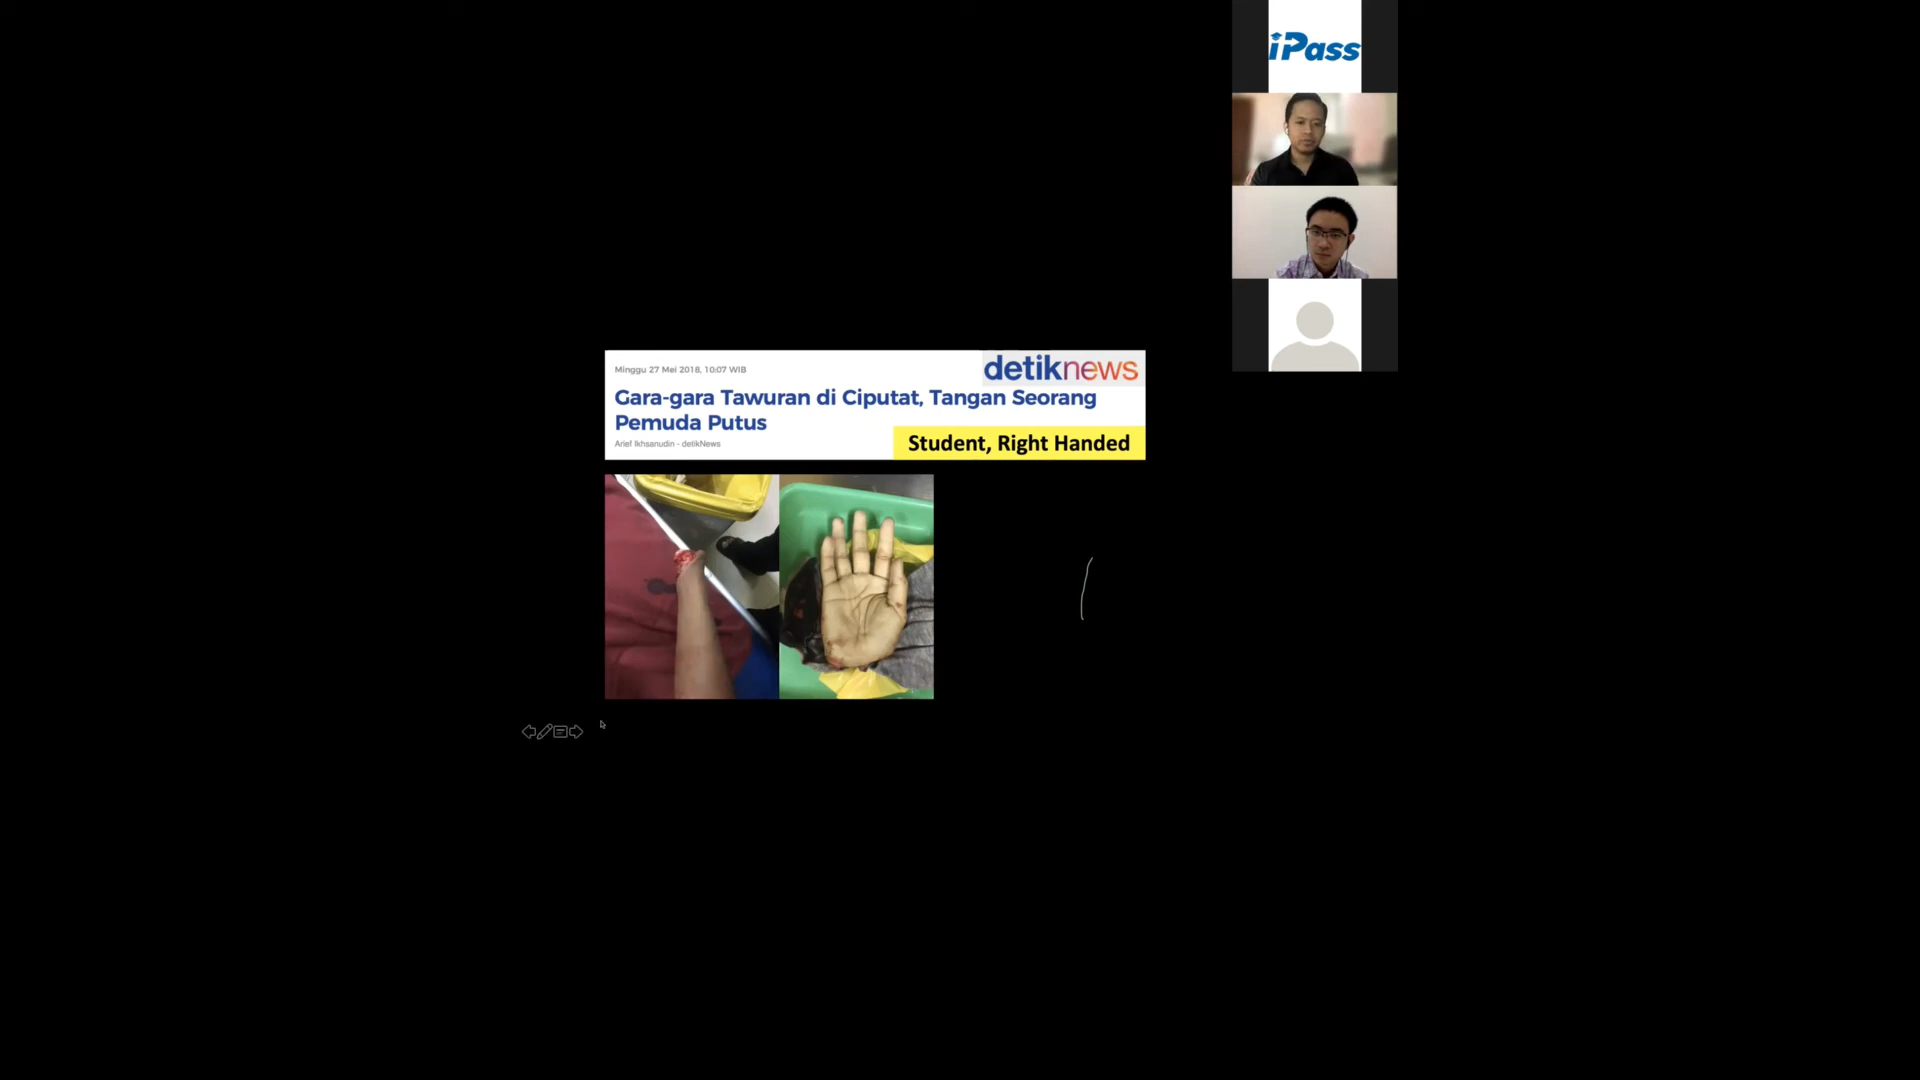 iPass
Minggu 27 Mei 2018, 10:07 WIB
detiknews
Gara-gara Tawuran di Ciputat, Tangan Seorang
Pemuda Putus
Arief Ikhsanudin - detikNews
Student, Right Handed